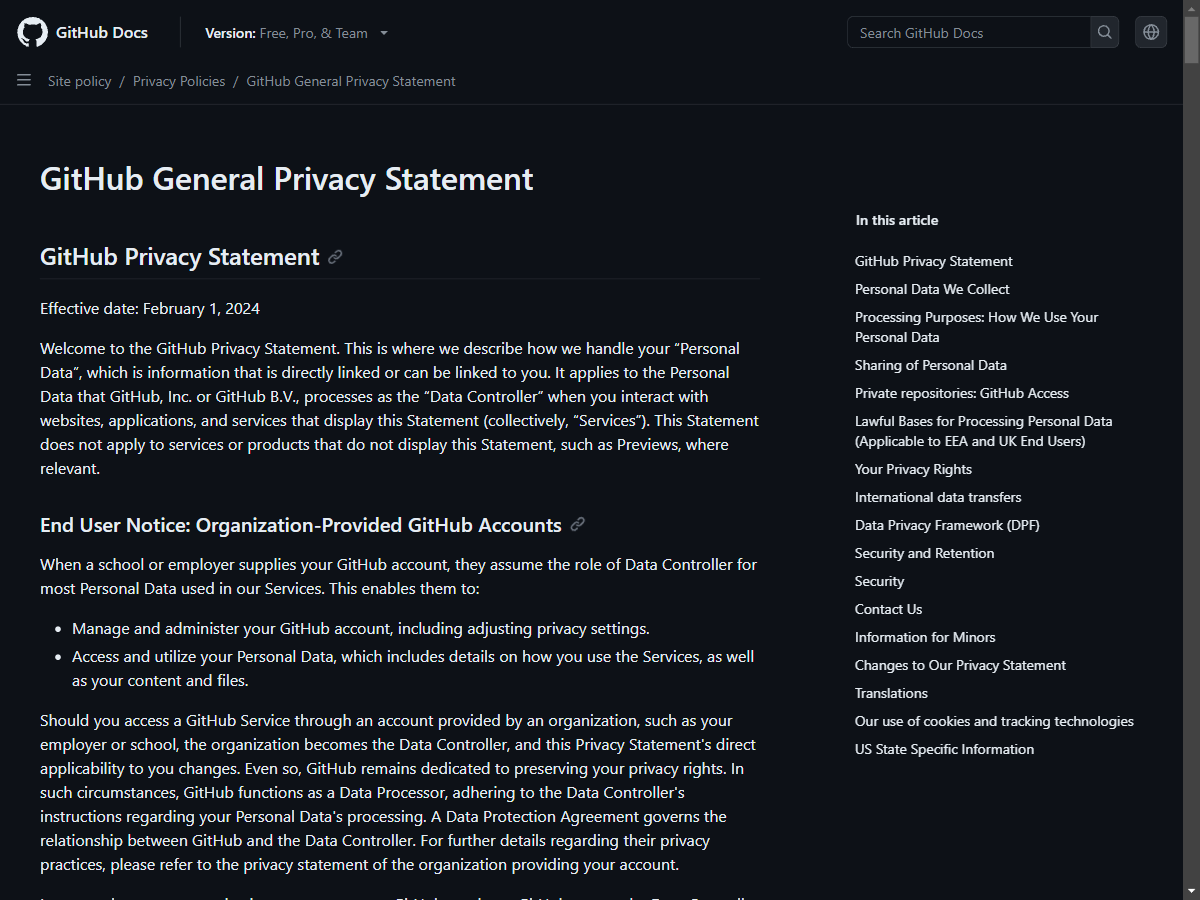 GitHub Docs
Version: Free, Pro, & Team
Search GitHub Docs
Site policy / Privacy Policies / GitHub General Privacy Statement
GitHub General Privacy Statement
GitHub Privacy Statement
Effective date: February 1, 2024
Welcome to the GitHub Privacy Statement. This is where we describe how we handle your “Personal
Data”, which is information that is directly linked or can be linked to you. It applies to the Personal
Data that GitHub, Inc. or GitHub B.V., processes as the “Data Controller” when you interact with
websites, applications, and services that display this Statement (collectively, “Services”). This Statement
does not apply to services or products that do not display this Statement, such as Previews, where
relevant.
End User Notice: Organization-Provided GitHub Accounts
When a school or employer supplies your GitHub account, they assume the role of Data Controller for
most Personal Data used in our Services. This enables them to:
• Manage and administer your GitHub account, including adjusting privacy settings.
• Access and utilize your Personal Data, which includes details on how you use the Services, as well
as your content and files.
Should you access a GitHub Service through an account provided by an organization, such as your
employer or school, the organization becomes the Data Controller, and this Privacy Statement's direct
applicability to you changes. Even so, GitHub remains dedicated to preserving your privacy rights. In
such circumstances, GitHub functions as a Data Processor, adhering to the Data Controller's
instructions regarding your Personal Data's processing. A Data Protection Agreement governs the
relationship between GitHub and the Data Controller. For further details regarding their privacy
practices, please refer to the privacy statement of the organization providing your account.
In this article
GitHub Privacy Statement
Personal Data We Collect
Processing Purposes: How We Use Your
Personal Data
Sharing of Personal Data
Private repositories: GitHub Access
Lawful Bases for Processing Personal Data
(Applicable to EEA and UK End Users)
Your Privacy Rights
International data transfers
Data Privacy Framework (DPF)
Security and Retention
Security
Contact Us
Information for Minors
Changes to Our Privacy Statement
Translations
Our use of cookies and tracking technologies
US State Specific Information